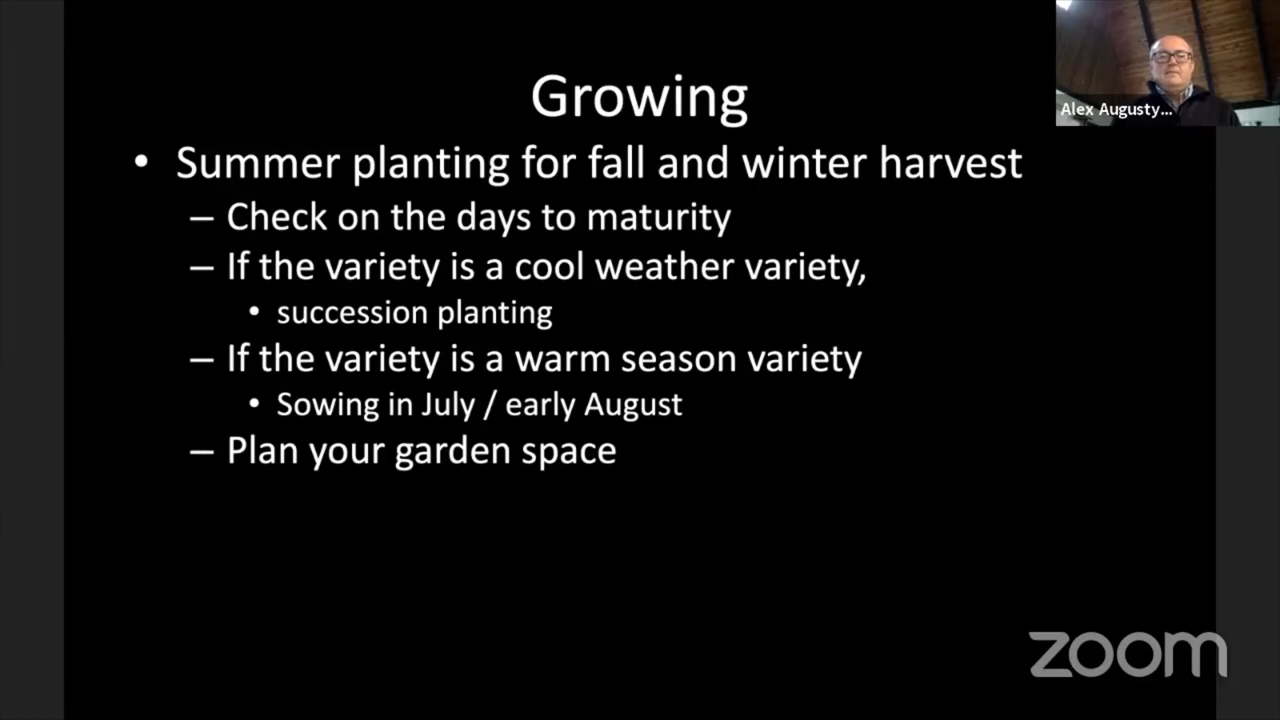 Growing
• Summer planting for fall and winter harvest
– Check on the days to maturity
– If the variety is a cool weather variety,
• succession planting
– If the variety is a warm season variety
• Sowing in July / early August
– Plan your garden space
Alex Augusty...
zoom